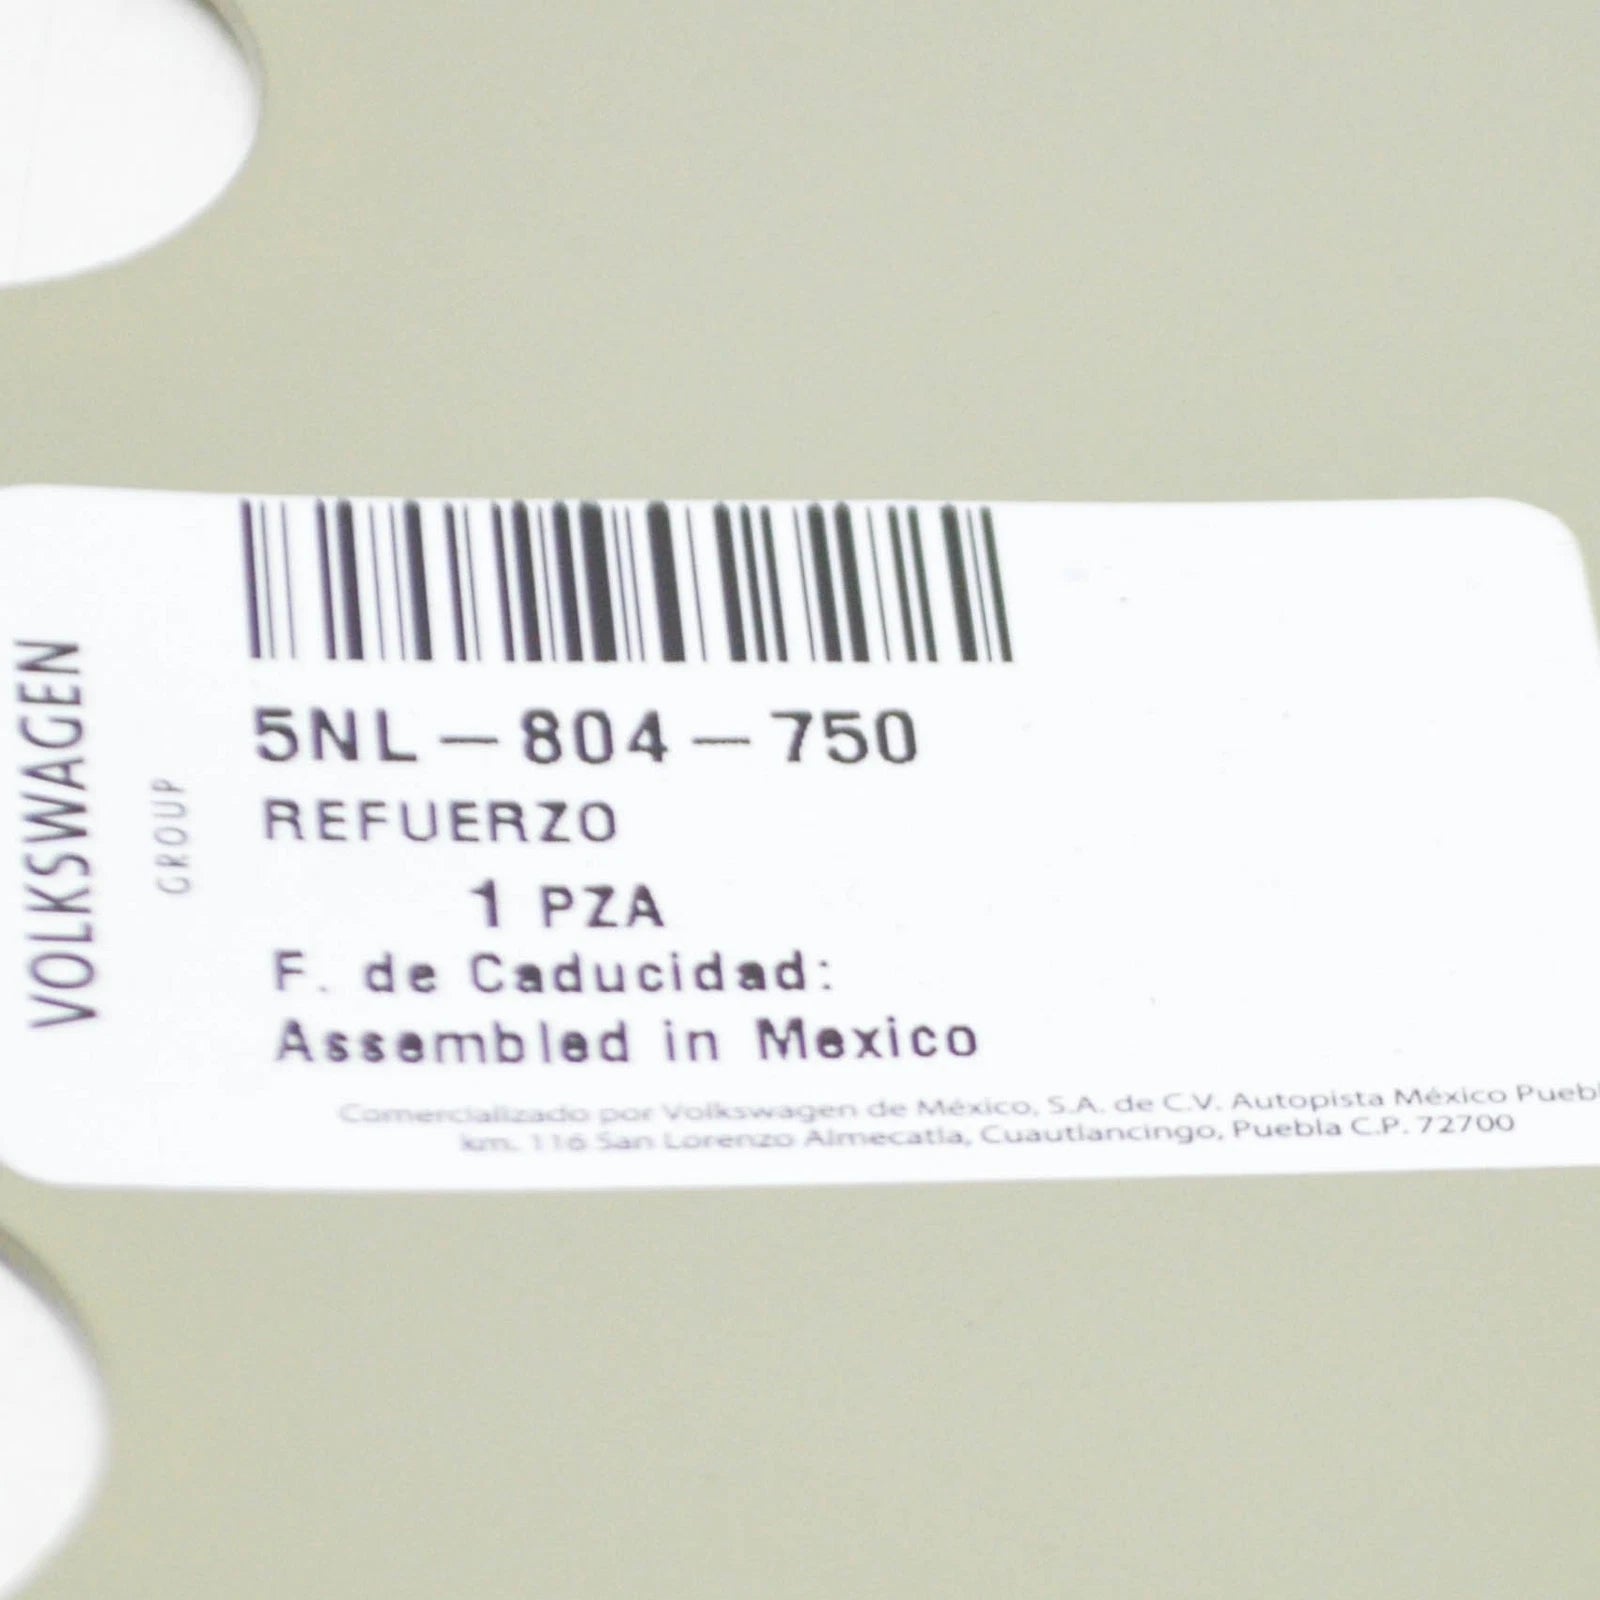 VOLKSWAGEN
GROUP
5NL-804-750
REFUERZO
1 PZA
F. de Caducidad:
Assembled in Mexico
Comercializado por Volkswagen de México, S.A. de C.V. Autopista México Puebl
km. 116 San Lorenzo Almecatla, Cuautlancingo, Puebla C.P. 72700